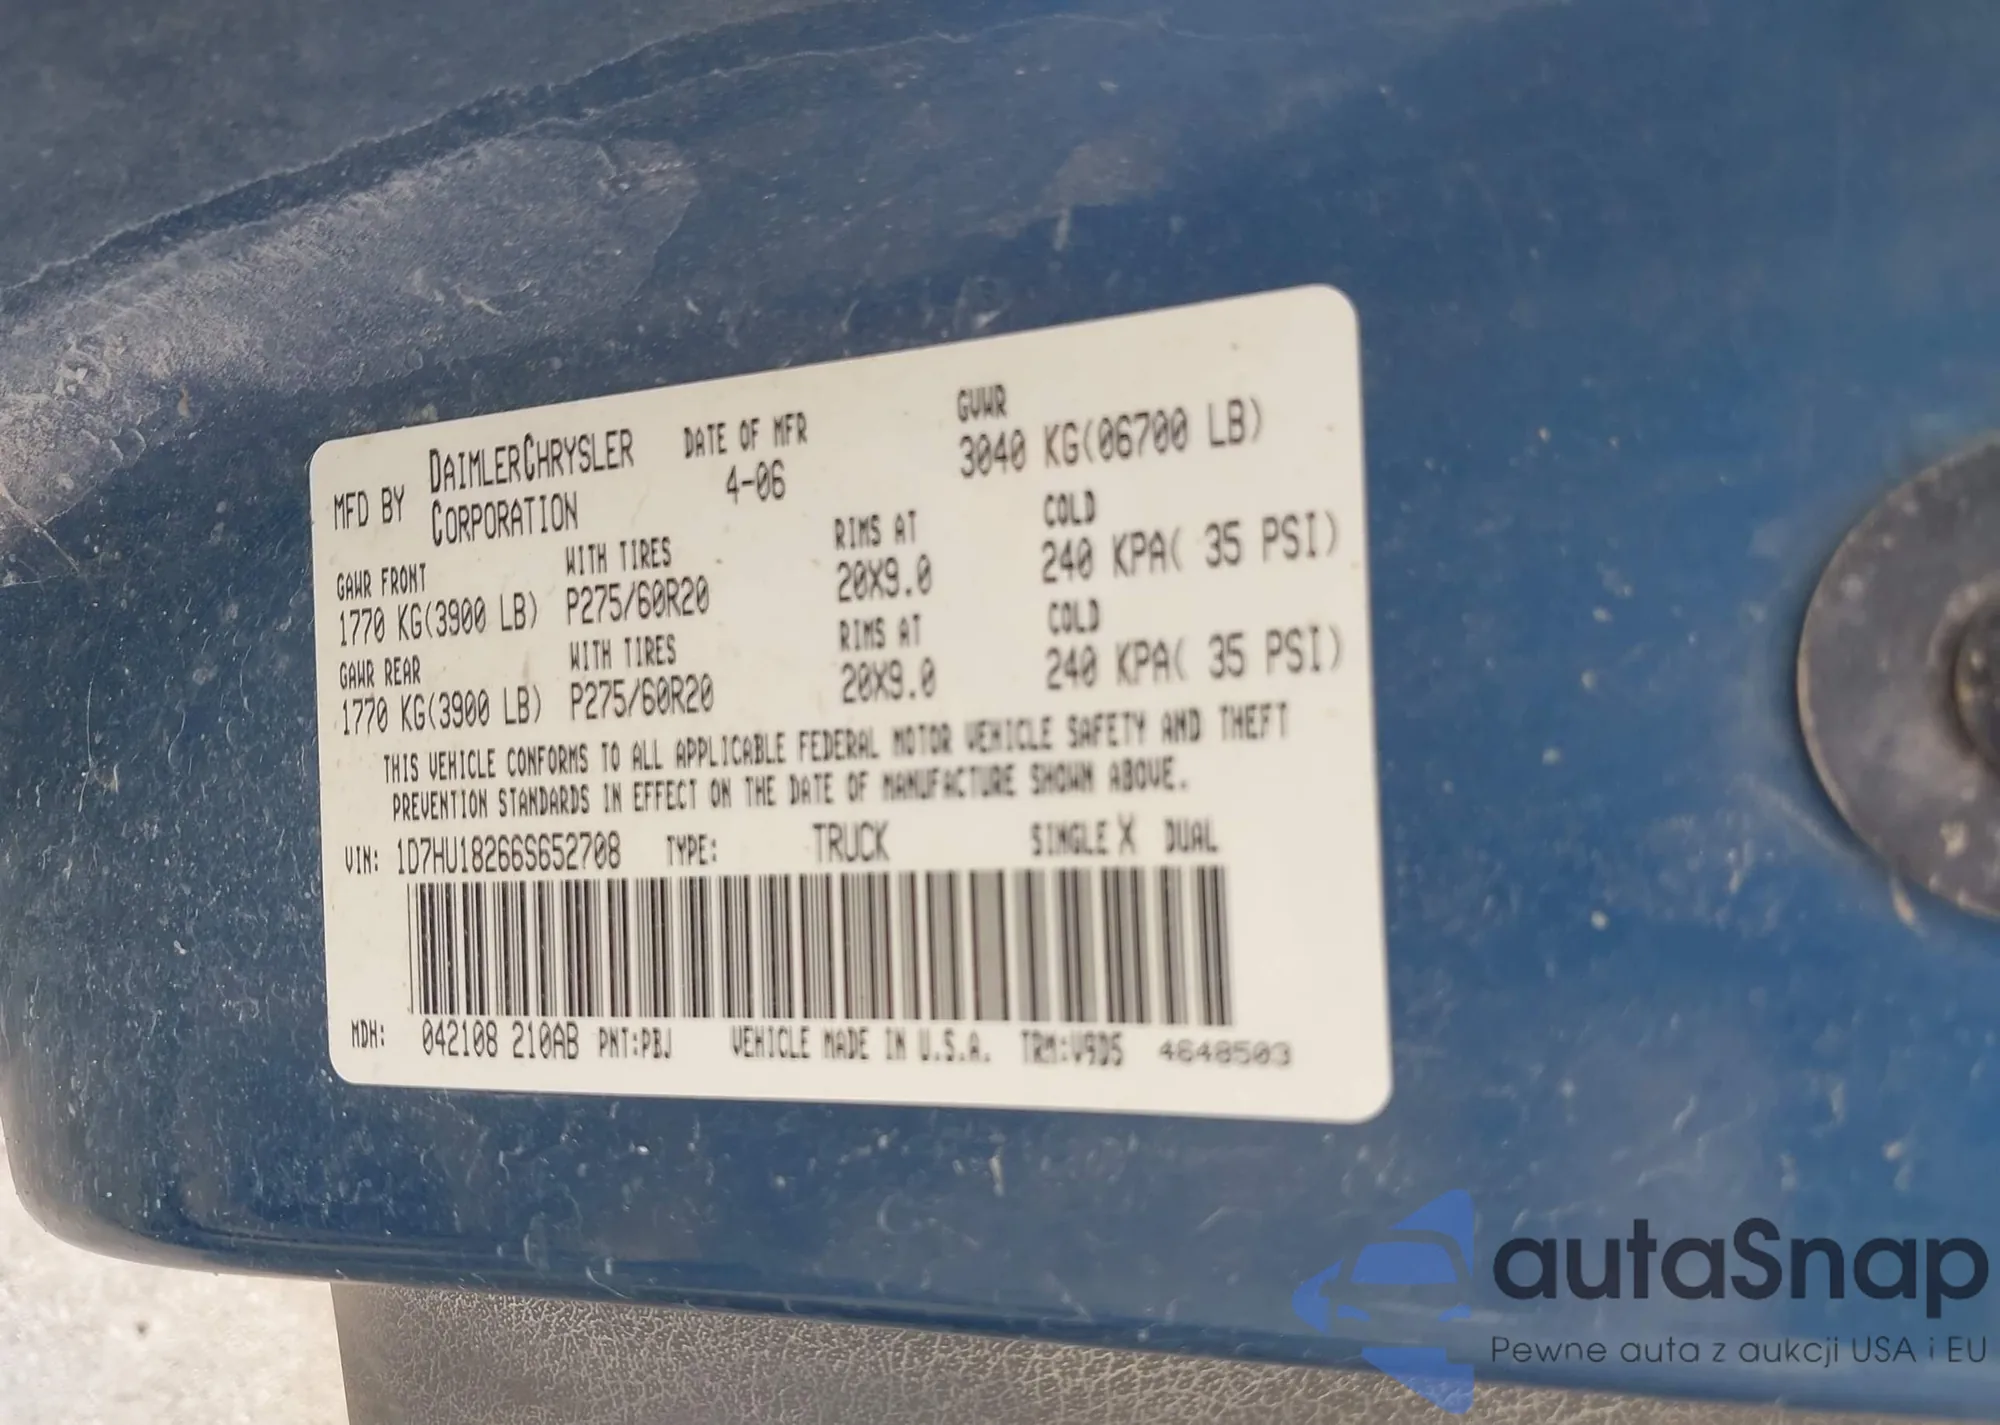 MFD BY DAIMLERCHRYSLER CORPORATION
DATE OF MFR
4-06
GVWR
3040 KG(06700 LB)
GAWR FRONT WITH TIRES RIMS AT COLD
1770 KG(3900 LB) P275/60R20 20X9.0 240 KPA( 35 PSI)
GAWR REAR WITH TIRES RIMS AT COLD
1770 KG(3900 LB) P275/60R20 20X9.0 240 KPA( 35 PSI)
THIS VEHICLE CONFORMS TO ALL APPLICABLE FEDERAL MOTOR VEHICLE SAFETY AND THEFT
PREVENTION STANDARDS IN EFFECT ON THE DATE OF MANUFACTURE SHOWN ABOVE.
VIN: 1D7HU18266S652708 TYPE: TRUCK SINGLE X DUAL
MDH: 042108 210AB PNT:PBJ VEHICLE MADE IN U.S.A. TRM:V9D5 4648503
autaSnap
Pewne auta z aukcji USA i EU